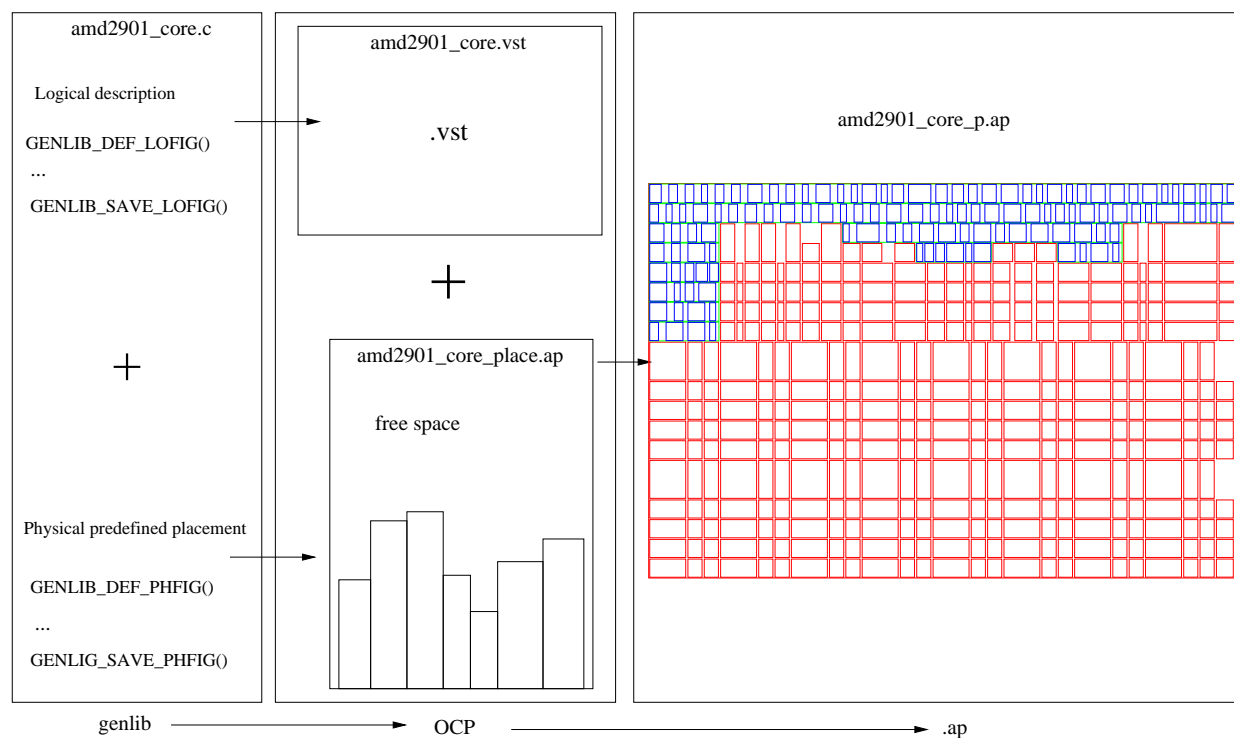 amd2901_core.c
Logical description
GENLIB_DEF_LOFIG()
...
GENLIB_SAVE_LOFIG()
+
Physical predefined placement
GENLIB_DEF_PHFIG()
...
GENLIG_SAVE_PHFIG()
amd2901_core.vst
.vst
+
amd2901_core_place.ap
free space
amd2901_core_p.ap
genlib
OCP
.ap